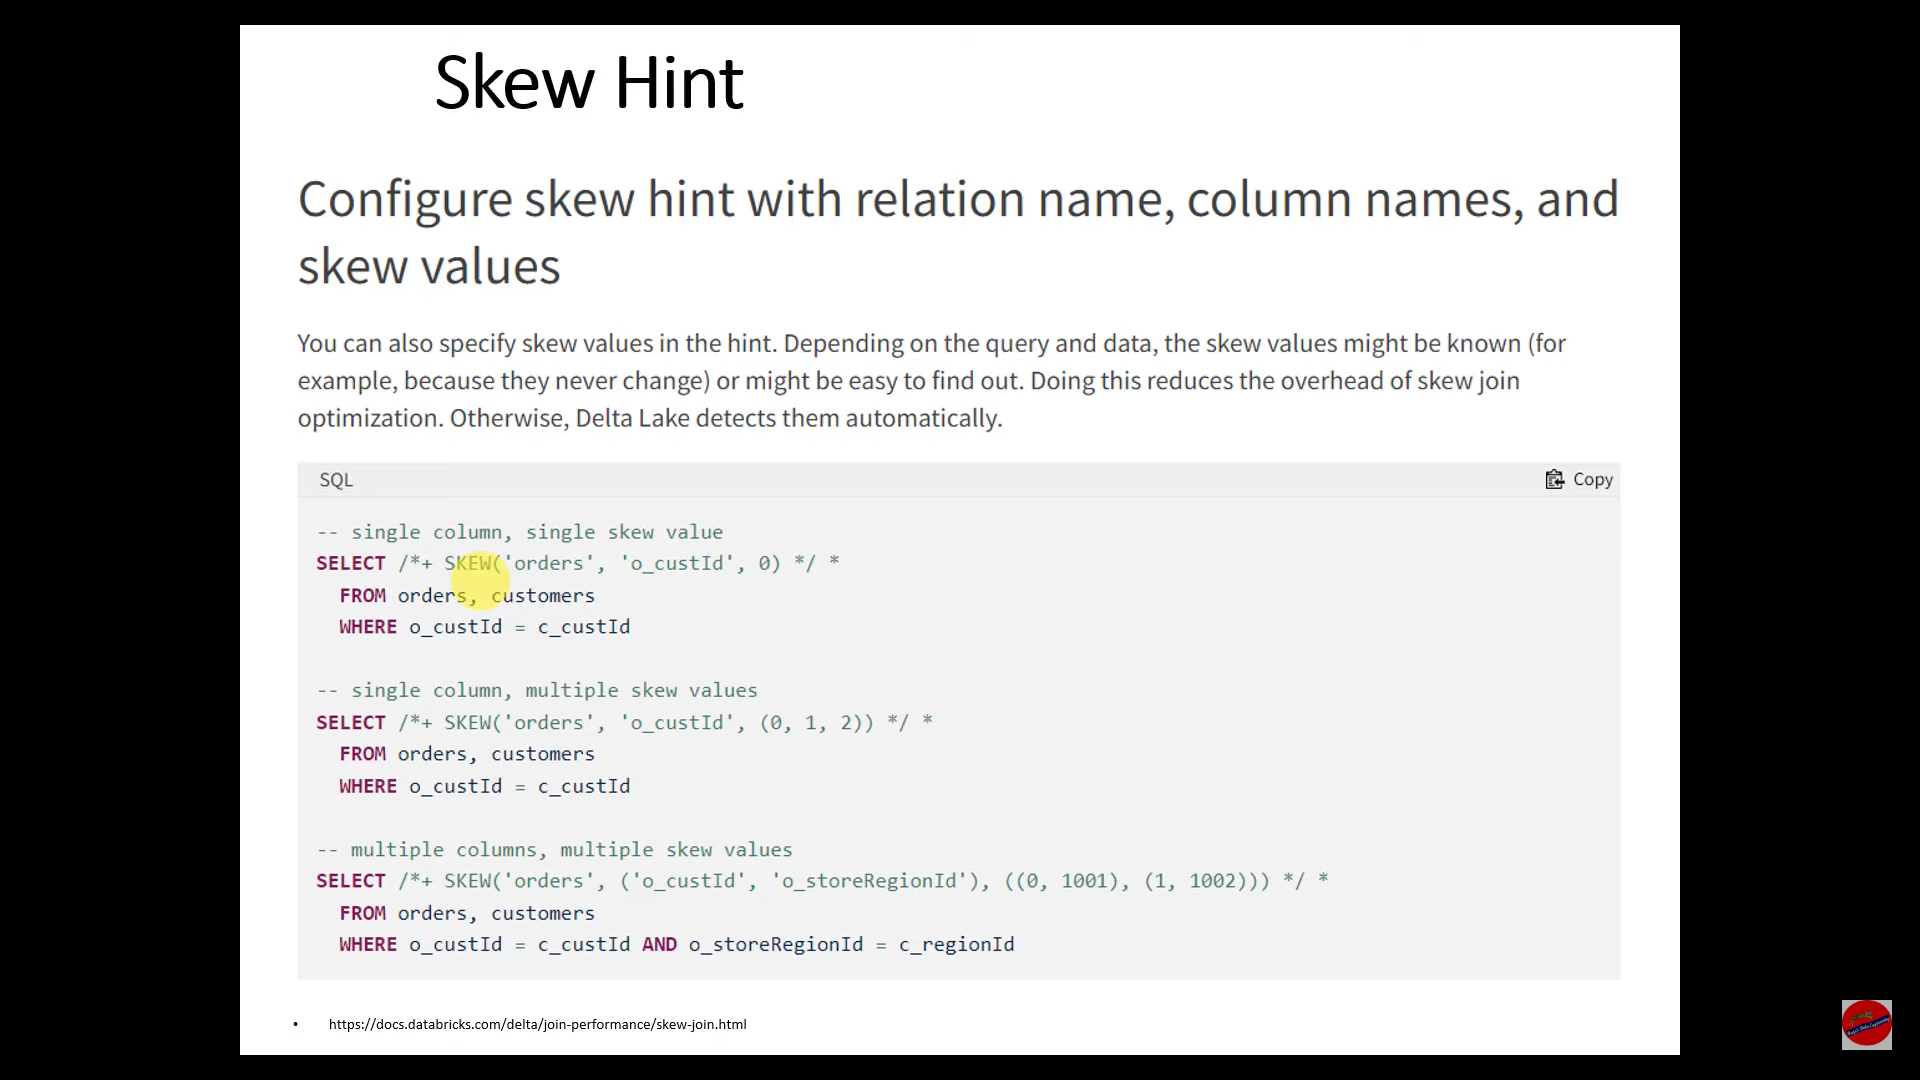 Skew Hint
Configure skew hint with relation name, column names, and
skew values
You can also specify skew values in the hint. Depending on the query and data, the skew values might be known (for
example, because they never change) or might be easy to find out. Doing this reduces the overhead of skew join
optimization. Otherwise, Delta Lake detects them automatically.
SQL Copy
-- single column, single skew value
SELECT /*+ SKEW('orders', 'o_custId', 0) */ *
FROM orders, customers
WHERE o_custId = c_custId
-- single column, multiple skew values
SELECT /*+ SKEW('orders', 'o_custId', (0, 1, 2)) */ *
FROM orders, customers
WHERE o_custId = c_custId
-- multiple columns, multiple skew values
SELECT /*+ SKEW('orders', ('o_custId', 'o_storeRegionId'), ((0, 1001), (1, 1002))) */ *
FROM orders, customers
WHERE o_custId = c_custId AND o_storeRegionId = c_regionId
• https://docs.databricks.com/delta/join-performance/skew-join.html